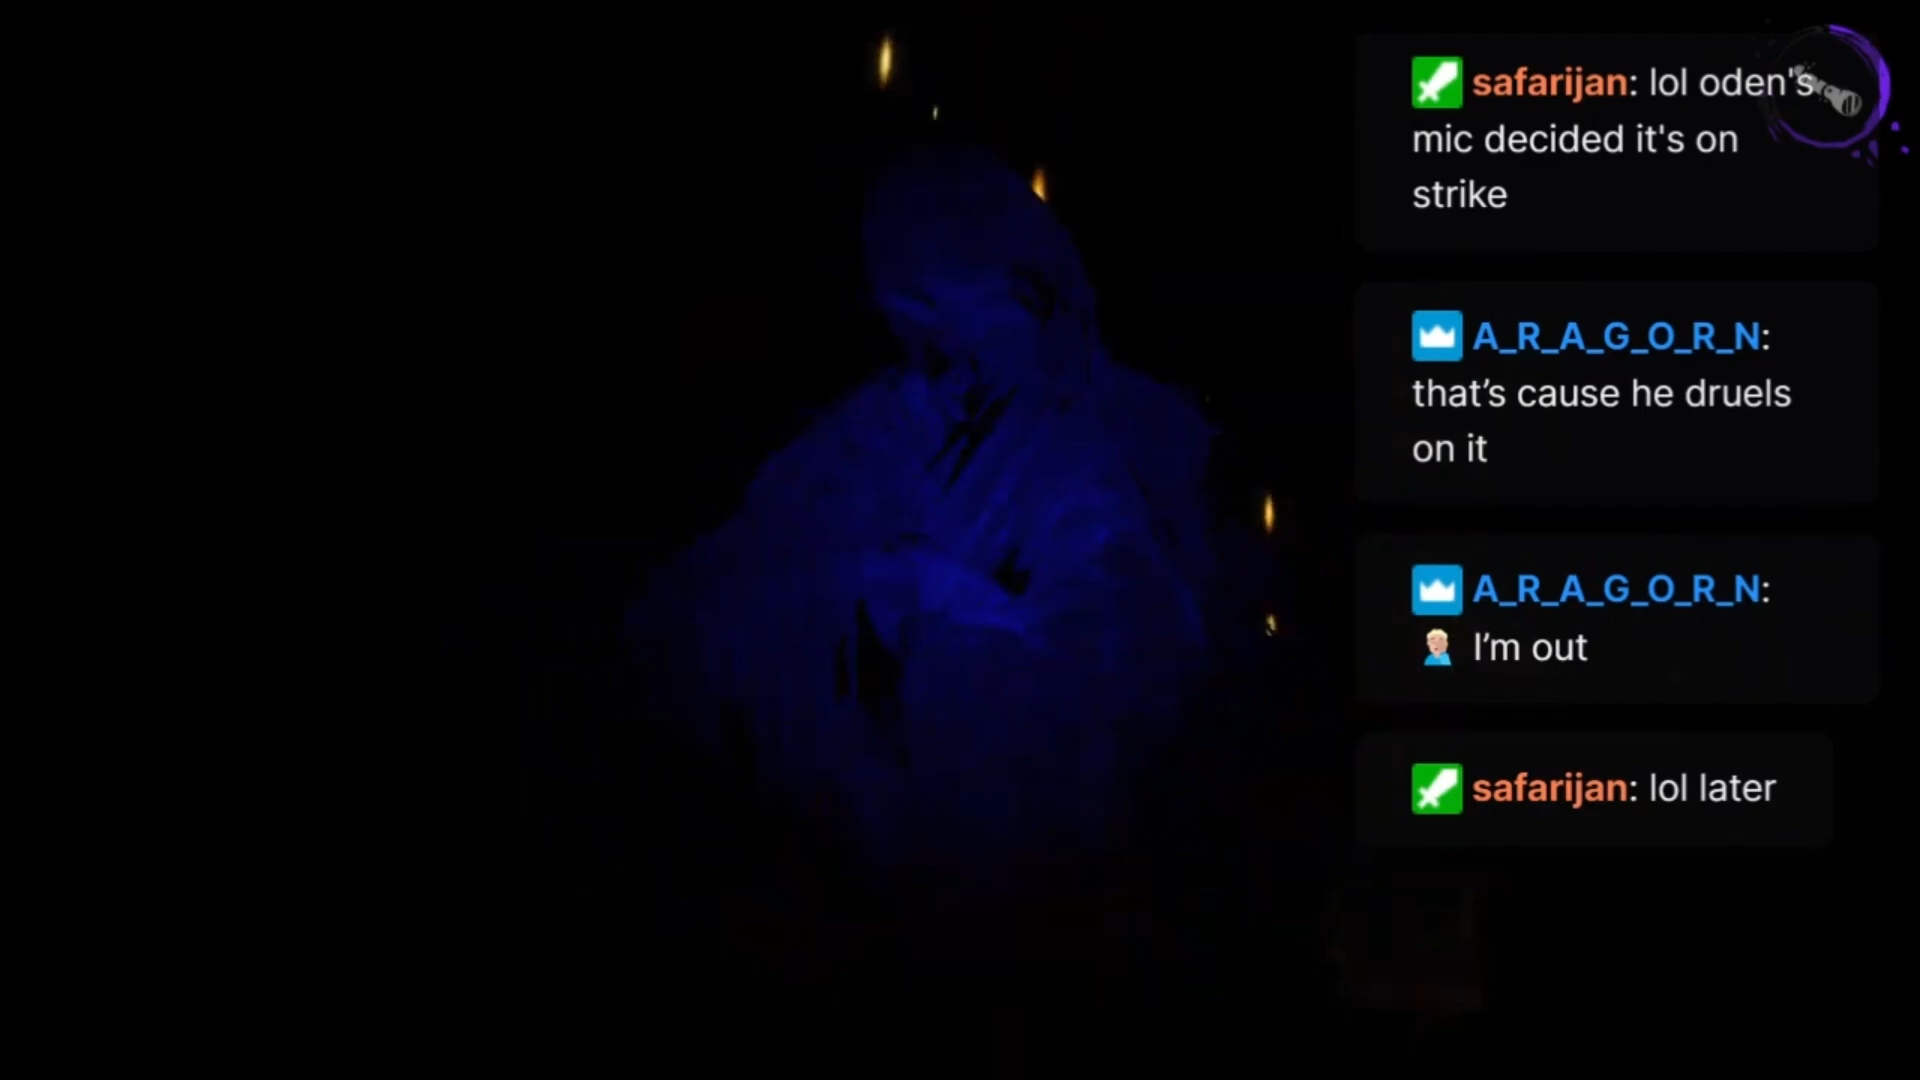 safarijan: lol oden's
mic decided it's on
strike
A_R_A_G_O_R_N:
that’s cause he druels
on it
A_R_A_G_O_R_N:
I’m out
safarijan: lol later